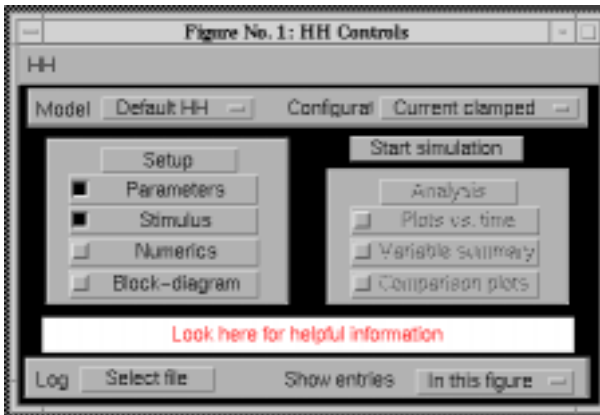 Figure No. 1: HH Controls
HH
Model Default HH Configurat Current clamped
Setup
Start simulation
Parameters
Analysis
Stimulus
Plots vs. time
Numerics
Variable summary
Block-diagram
Comparison plots
Look here for helpful information
Log Select file Show entries In this figure